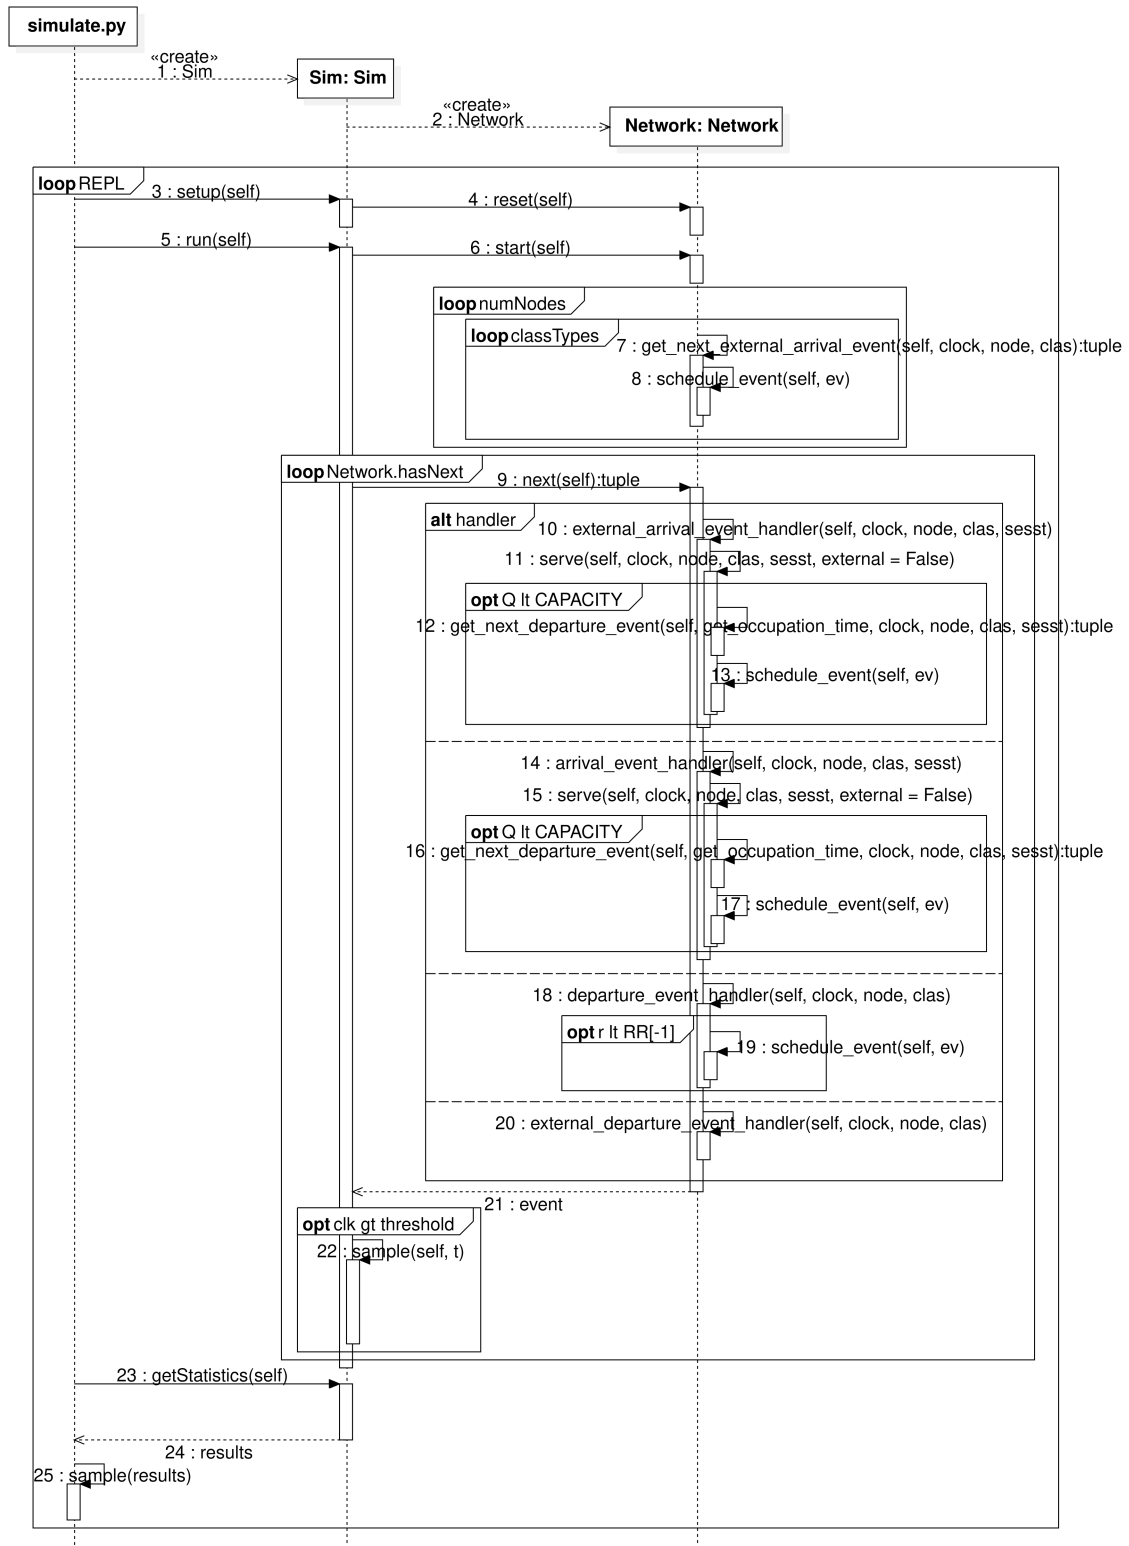 simulate.py
«create»
1 : Sim
Sim: Sim
«create»
2 : Network
Network: Network
loop REPL
3 : setup(self)
4 : reset(self)
5 : run(self)
6 : start(self)
loop numNodes
loop classTypes
7 : get_next_external_arrival_event(self, clock, node, clas):tuple
8 : schedule_event(self, ev)
loop Network.hasNext
9 : next(self):tuple
alt handler
10 : external_arrival_event_handler(self, clock, node, clas, sesst)
11 : serve(self, clock, node, clas, sesst, external = False)
opt Q lt CAPACITY
12 : get_next_departure_event(self, get_occupation_time, clock, node, clas, sesst):tuple
13 : schedule_event(self, ev)
14 : arrival_event_handler(self, clock, node, clas, sesst)
15 : serve(self, clock, node, clas, sesst, external = False)
opt Q lt CAPACITY
16 : get_next_departure_event(self, get_occupation_time, clock, node, clas, sesst):tuple
17 : schedule_event(self, ev)
18 : departure_event_handler(self, clock, node, clas)
opt r lt RR[-1]
19 : schedule_event(self, ev)
20 : external_departure_event_handler(self, clock, node, clas)
21 : event
opt clk gt threshold
22 : sample(self, t)
23 : getStatistics(self)
24 : results
25 : sample(results)